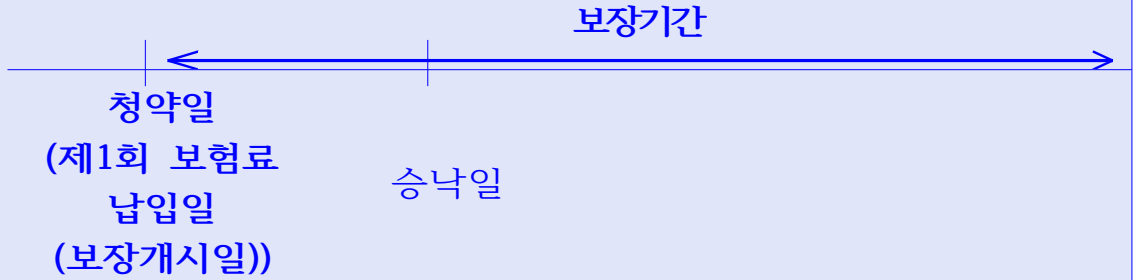 보장기간
청약일
(제1회 보험료
납입일
(보장개시일))
승낙일